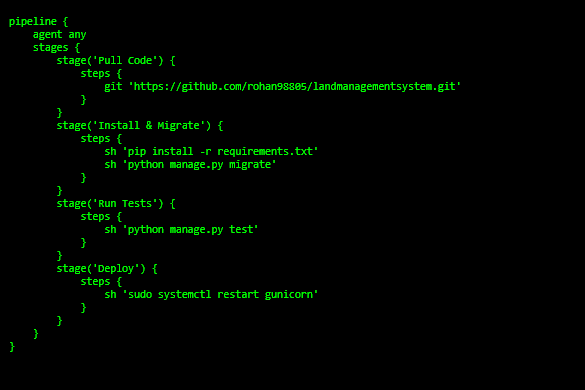 pipeline {
    agent any
    stages {
        stage('Pull Code') {
            steps {
                git 'https://github.com/rohan98805/landmanagementsystem.git'
            }
        }
        stage('Install & Migrate') {
            steps {
                sh 'pip install -r requirements.txt'
                sh 'python manage.py migrate'
            }
        }
        stage('Run Tests') {
            steps {
                sh 'python manage.py test'
            }
        }
        stage('Deploy') {
            steps {
                sh 'sudo systemctl restart gunicorn'
            }
        }
    }
}